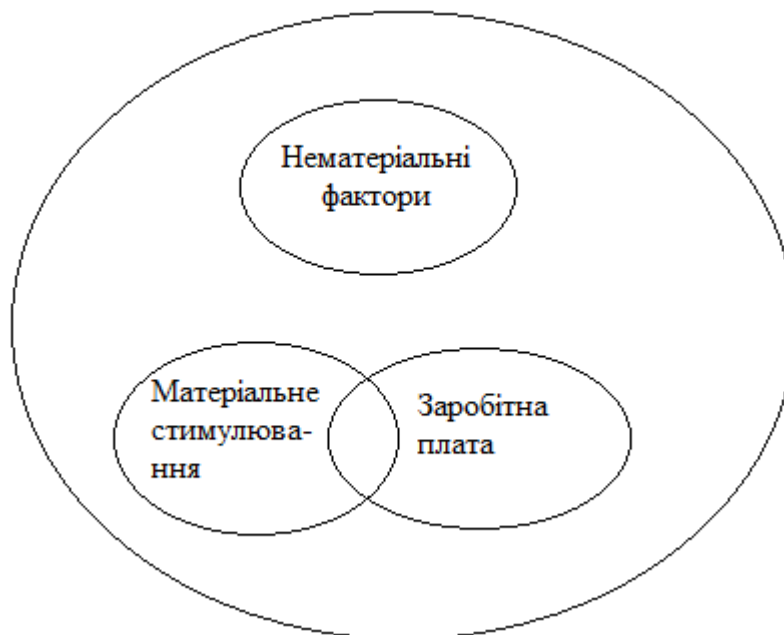 Нематеріальні
фактори
Матеріальне
стимулюва-
ння
Заробітна
плата